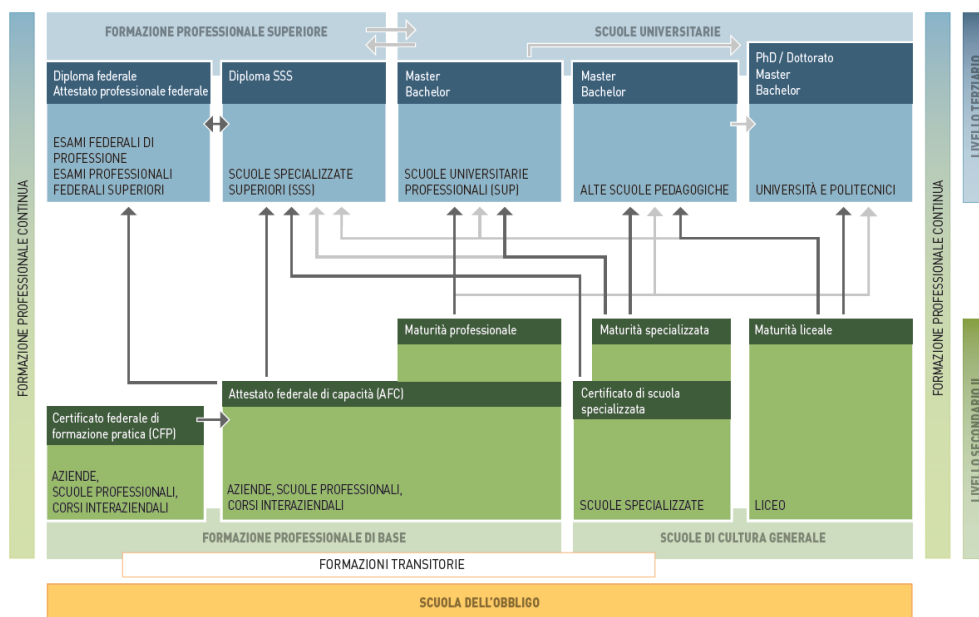 FORMAZIONE PROFESSIONALE SUPERIORE
SCUOLE UNIVERSITARIE
Diploma federale
Attestato professionale federale
Diploma SSS
Master
Bachelor
Master
Bachelor
PhD / Dottorato
Master
Bachelor
ESAMI FEDERALI DI
PROFESSIONE
ESAMI PROFESSIONALI
FEDERALI SUPERIORI
SCUOLE SPECIALIZZATE
SUPERIORI (SSS)
SCUOLE UNIVERSITARIE
PROFESSIONALI (SUP)
ALTE SCUOLE PEDAGOGICHE
UNIVERSITÀ E POLITECNICI
FORMAZIONE PROFESSIONALE CONTINUA
FORMAZIONE PROFESSIONALE CONTINUA
LIVELLO TERZIARIO
Maturità professionale
Maturità specializzata
Maturità liceale
Attestato federale di capacità (AFC)
Certificato di scuola
specializzata
Certificato federale di
formazione pratica (CFP)
AZIENDE,
SCUOLE PROFESSIONALI,
CORSI INTERAZIENDALI
AZIENDE, SCUOLE PROFESSIONALI,
CORSI INTERAZIENDALI
SCUOLE SPECIALIZZATE
LICEO
LIVELLO SECONDARIO II
FORMAZIONE PROFESSIONALE DI BASE
SCUOLE DI CULTURA GENERALE
FORMAZIONI TRANSITORIE
SCUOLA DELL'OBBLIGO